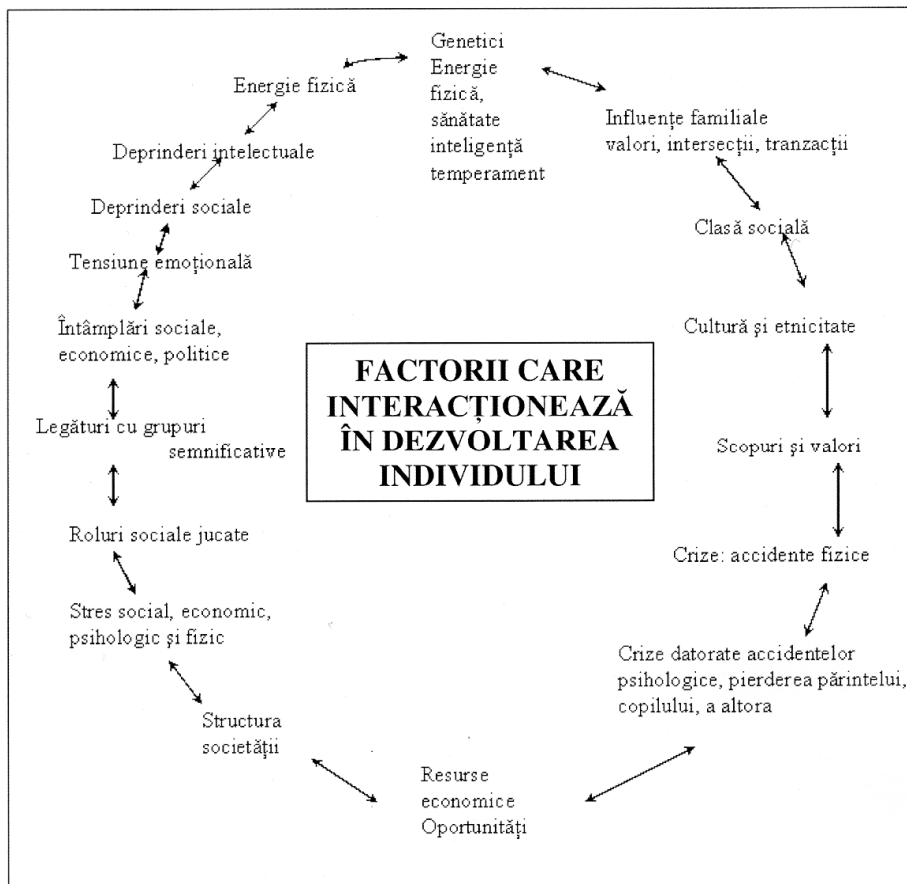 Genetici
Energie
fizică,
sănătate
inteligență
temperament
Influențe familiale
valori, intersecții, tranzacții
Clasă socială
Cultură și etnicitate
Scopuri și valori
Crize: accidente fizice
Crize datorate accidentelor
psihologice, pierderea părintelui,
copilului, a altora
Resurse
economice
Oportunități
Structura
societății
Stres social, economic,
psihologic și fizic
Roluri sociale jucate
Legături cu grupuri
semnificative
Întâmplări sociale,
economice, politice
Tensiune emoțională
Deprinderi sociale
Deprinderi intelectuale
Energie fizică
FACTORII CARE
INTERACȚIONEAZĂ
ÎN DEZVOLTAREA
INDIVIDULUI